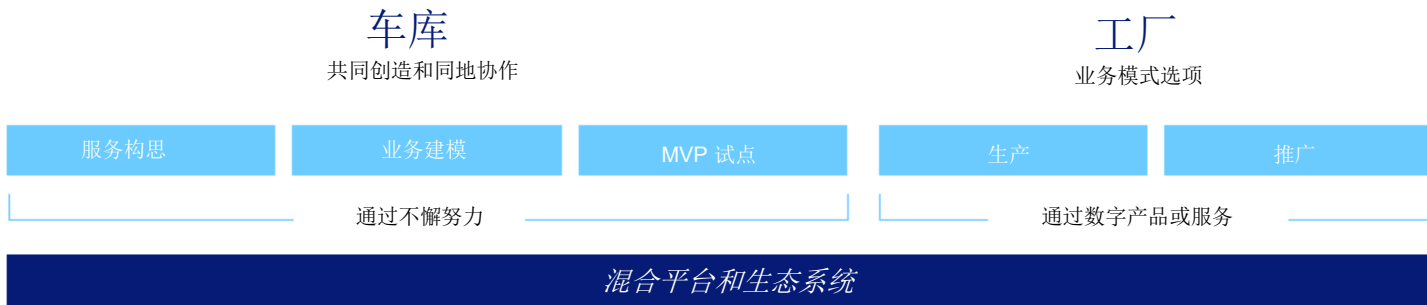 车库
共同创造和同地协作
工厂
业务模式选项
服务构思
业务建模
MVP 试点
生产
推广
通过不懈努力
通过数字产品或服务
混合平台和生态系统